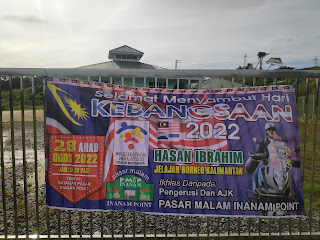 Selamat Menyambut Hari
KEBANGSAAN
2022
28 AHAD
OGOS 2022
HASAN IBRAHIM
JELAJAH BORNEO KALIMANTAN
Ikhlas Daripada:
Pengerusi Dan AJK
PASAR MALAM INANAM POINT
pasar malam
INANAM
INANAM POINT